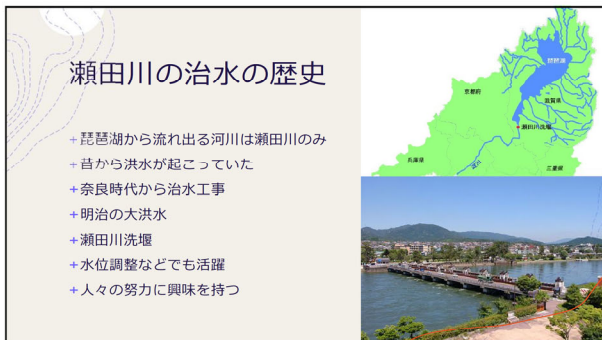 瀬田川の治水の歴史
+琵琶湖から流れ出る河川は瀬田川のみ
+昔から洪水が起こっていた
+奈良時代から治水工事
+明治の大洪水
+瀬田川洗堰
+水位調整などでも活躍
+人々の努力に興味を持つ
琵琶湖
京都府
滋賀県
瀬田川洗堰
兵庫県
淀川
三重県